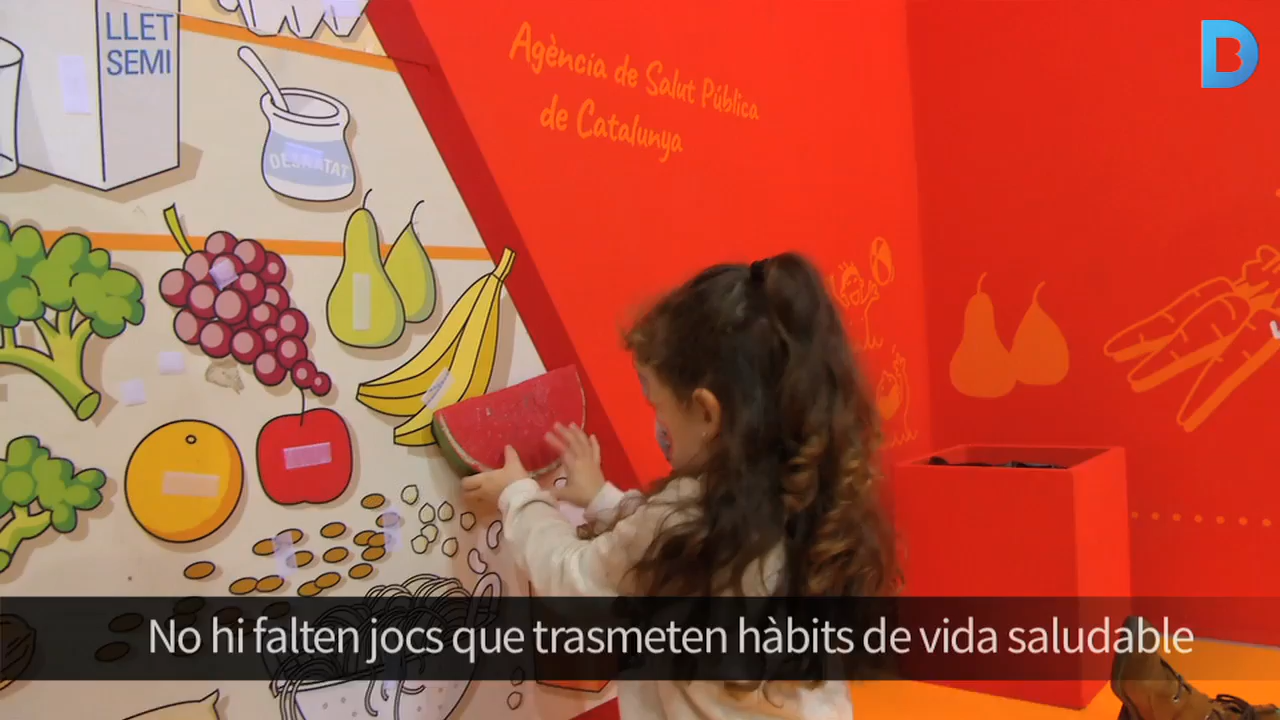 LLET
SEMI
Agència de Salut Pública
de Catalunya
No hi falten jocs que trasmeten hàbits de vida saludable